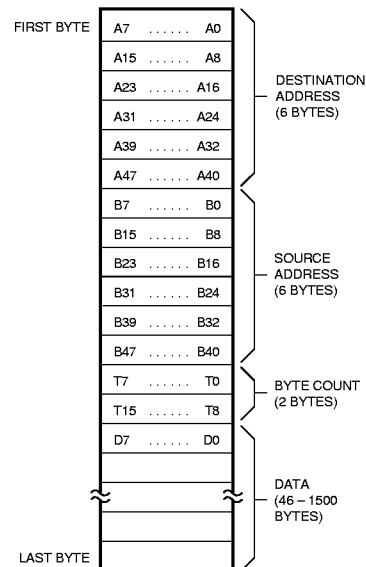 FIRST BYTE
A7 ...... A0
A15 ...... A8
A23 ...... A16
A31 ...... A24
A39 ...... A32
A47 ...... A40
DESTINATION
ADDRESS
(6 BYTES)
B7 ...... B0
B15 ...... B8
B23 ...... B16
B31 ...... B24
B39 ...... B32
B47 ...... B40
SOURCE
ADDRESS
(6 BYTES)
T7 ...... T0
T15 ...... T8
BYTE COUNT
(2 BYTES)
D7 ...... D0
DATA
(46 – 1500
BYTES)
LAST BYTE